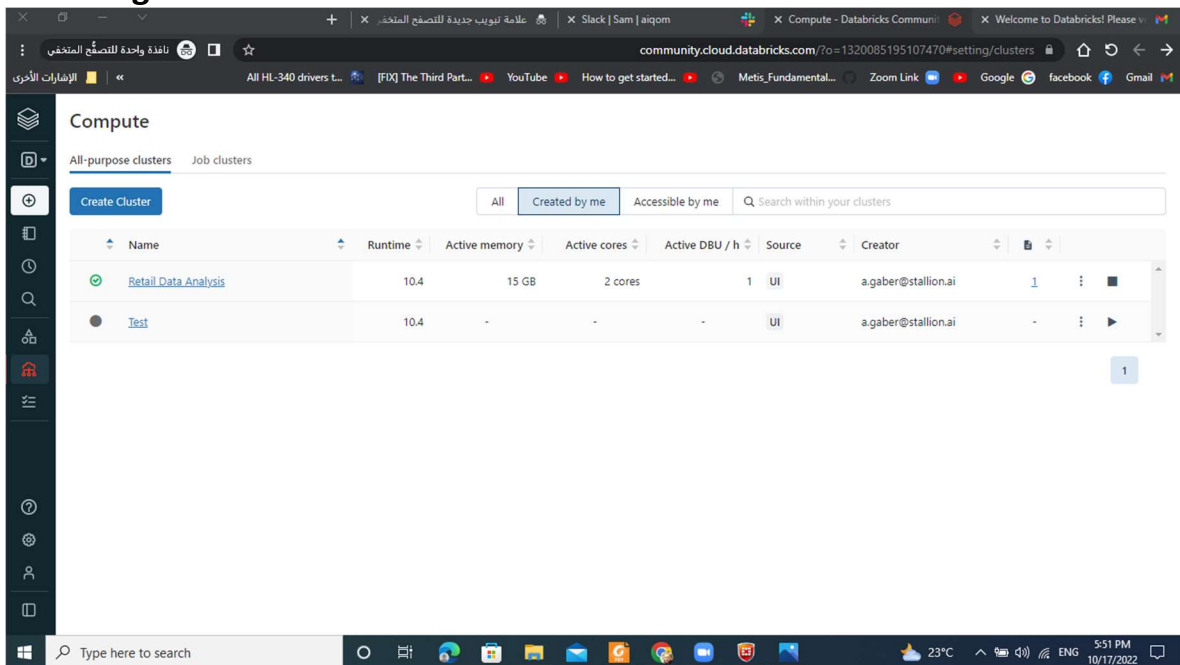 علامة تبويب جديدة للتصفح المتخفي
Slack | Sam | aiqom
Compute - Databricks Communit
Welcome to Databricks! Please v
نافذة واحدة للتصفُّح المتخفي
community.cloud.databricks.com/?o=1320085195107470#setting/clusters
الإشارات الأخرى
»
All HL-340 drivers t...
[FIX] The Third Part...
YouTube
How to get started...
Metis_Fundamental...
Zoom Link
Google
facebook
Gmail
Compute
D
All-purpose clusters Job clusters
Create Cluster
All Created by me Accessible by me Search within your clusters
Name Runtime Active memory Active cores Active DBU / h Source Creator
Retail Data Analysis 10.4 15 GB 2 cores 1 UI a.gaber@stallion.ai 1
Test 10.4 - - - UI a.gaber@stallion.ai -
1
Type here to search
23°C ENG 5:51 PM
10/17/2022